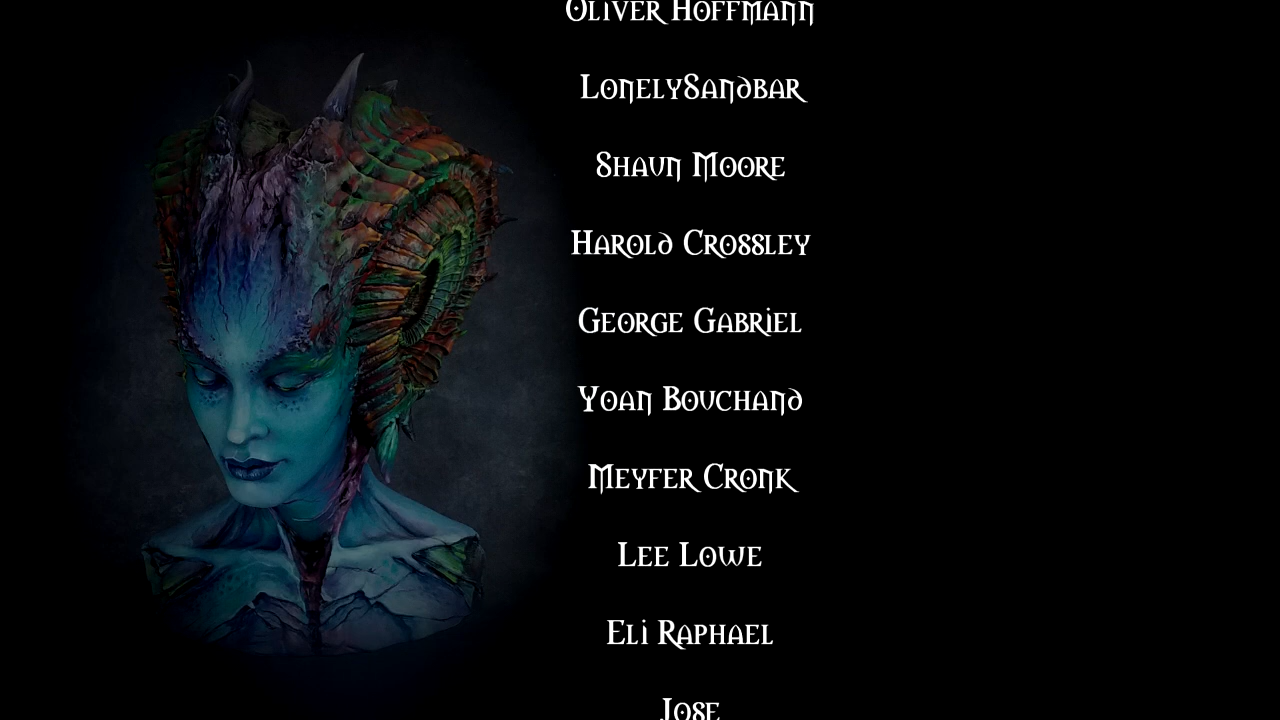 Oliver Hoffmann
LonelySandbar
Shaun Moore
Harold Crossley
George Gabriel
Yoan Bouchand
Meyfer Cronk
Lee Lowe
Eli Raphael
Jose